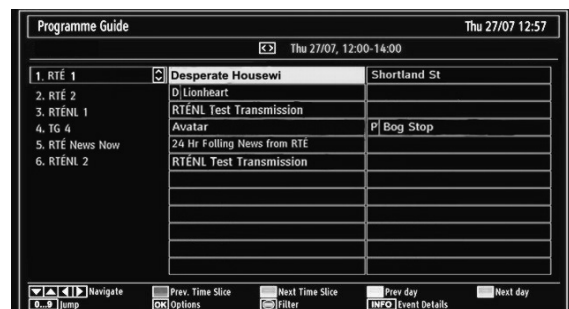 Programme Guide Thu 27/07 12:57
Thu 27/07, 12:00-14:00
1. RTÉ 1 Desperate Housewi Shortland St
2. RTÉ 2 D Lionheart
3. RTÉNL 1 RTÉNL Test Transmission
4. TG 4 Avatar P Bog Stop
5. RTÉ News Now 24 Hr Folling News from RTÉ
6. RTÉNL 2 RTÉNL Test Transmission
Navigate Prev. Time Slice Next Time Slice Prev day Next day
0...9 Jump OK Options Filter INFO Event Details